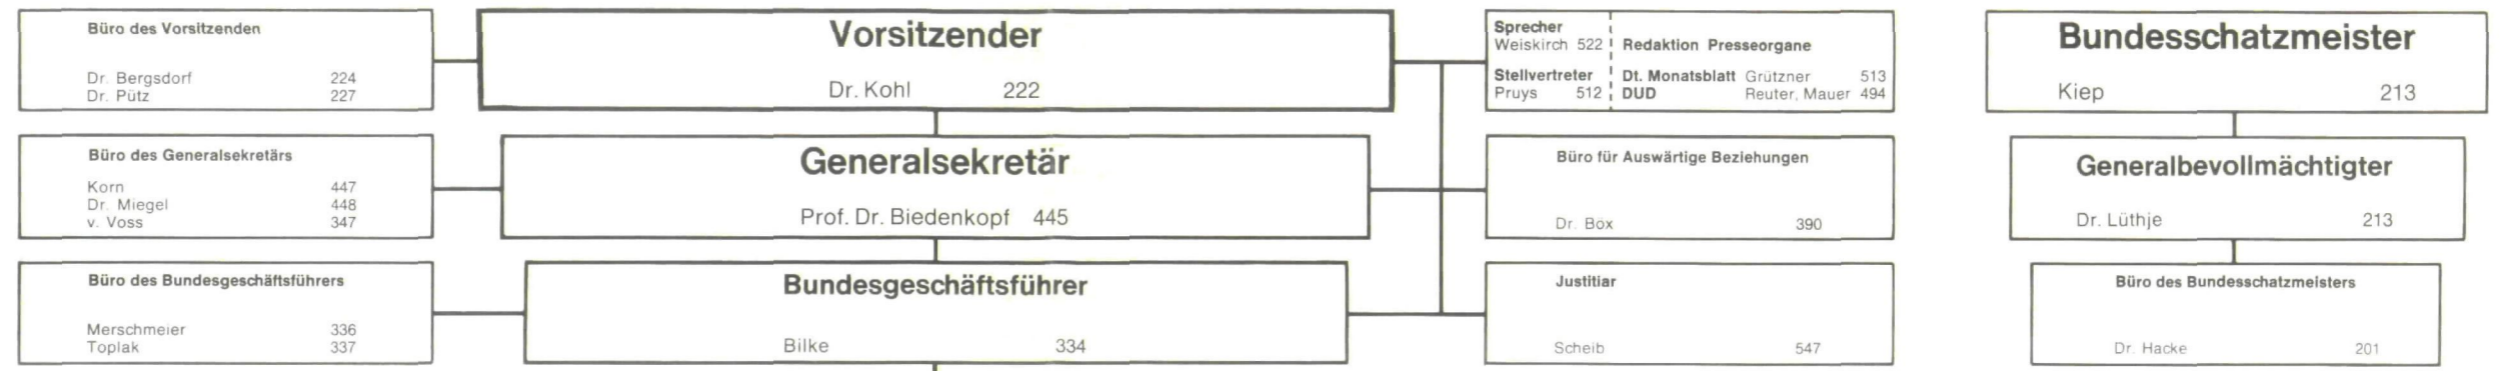 Büro des Vorsitzenden
Dr. Bergsdorf 224
Dr. Pütz 227
Vorsitzender
Dr. Kohl 222
Sprecher
Weiskirch 522
Stellvertreter
Pruys 512
Redaktion Presseorgane
Dt. Monatsblatt Grützner 513
DUD Reuter, Mauer 494
Bundesschatzmeister
Kiep 213
Büro des Generalsekretärs
Korn 447
Dr. Miegel 448
v. Voss 347
Generalsekretär
Prof. Dr. Biedenkopf 445
Büro für Auswärtige Beziehungen
Dr. Böx 390
Generalbevollmächtigter
Dr. Lüthje 213
Büro des Bundesgeschäftsführers
Merschmeier 336
Toplak 337
Bundesgeschäftsführer
Bilke 334
Justitiar
Scheib 547
Büro des Bundesschatzmeisters
Dr. Hacke 201